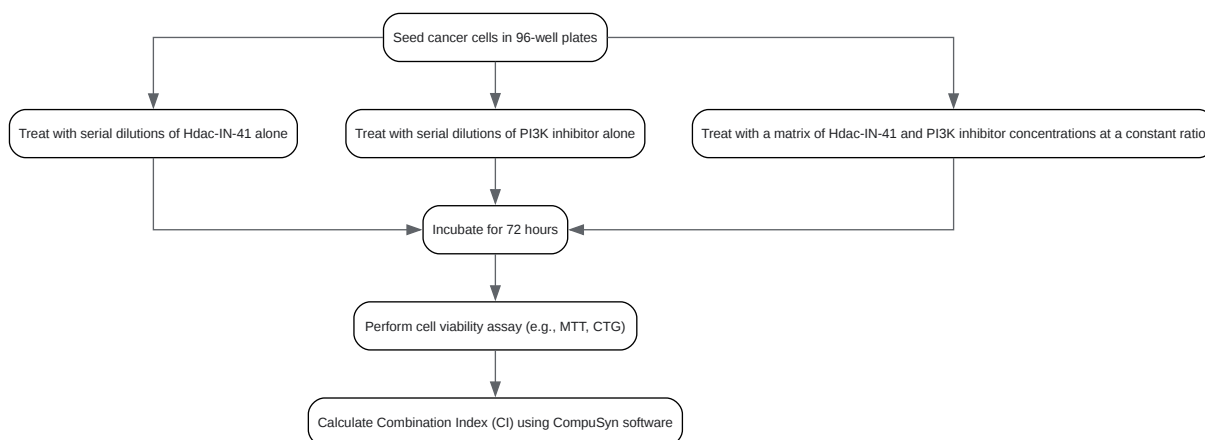 Seed cancer cells in 96-well plates
Treat with serial dilutions of Hdac-IN-41 alone
Treat with serial dilutions of PI3K inhibitor alone
Treat with a matrix of Hdac-IN-41 and PI3K inhibitor concentrations at a constant ratio
Incubate for 72 hours
Perform cell viability assay (e.g., MTT, CTG)
Calculate Combination Index (CI) using CompuSyn software